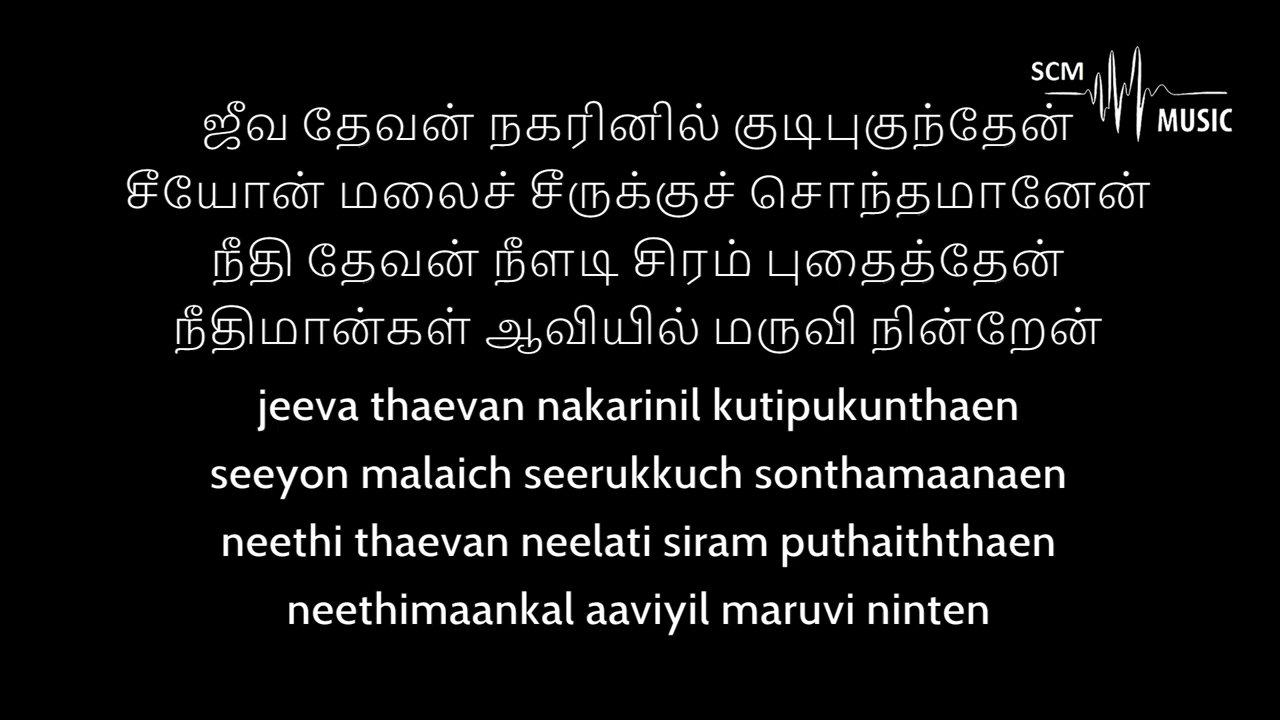 SCM
MUSIC
ஜீவ தேவன் நகரினில் குடிபுகுந்தேன்
சீயோன் மலைச் சீருக்குச் சொந்தமானேன்
நீதி தேவன் நீளடி சிரம் புதைத்தேன்
நீதிமான்கள் ஆவியில் மருவி நின்றேன்
jeeva thaevan nakarinil kutipukunthaen
seeyon malaich seerukkuch sonthamaanaen
neethi thaevan neelati siram puthaiththaen
neethimaankal aaviyil maruvi ninten